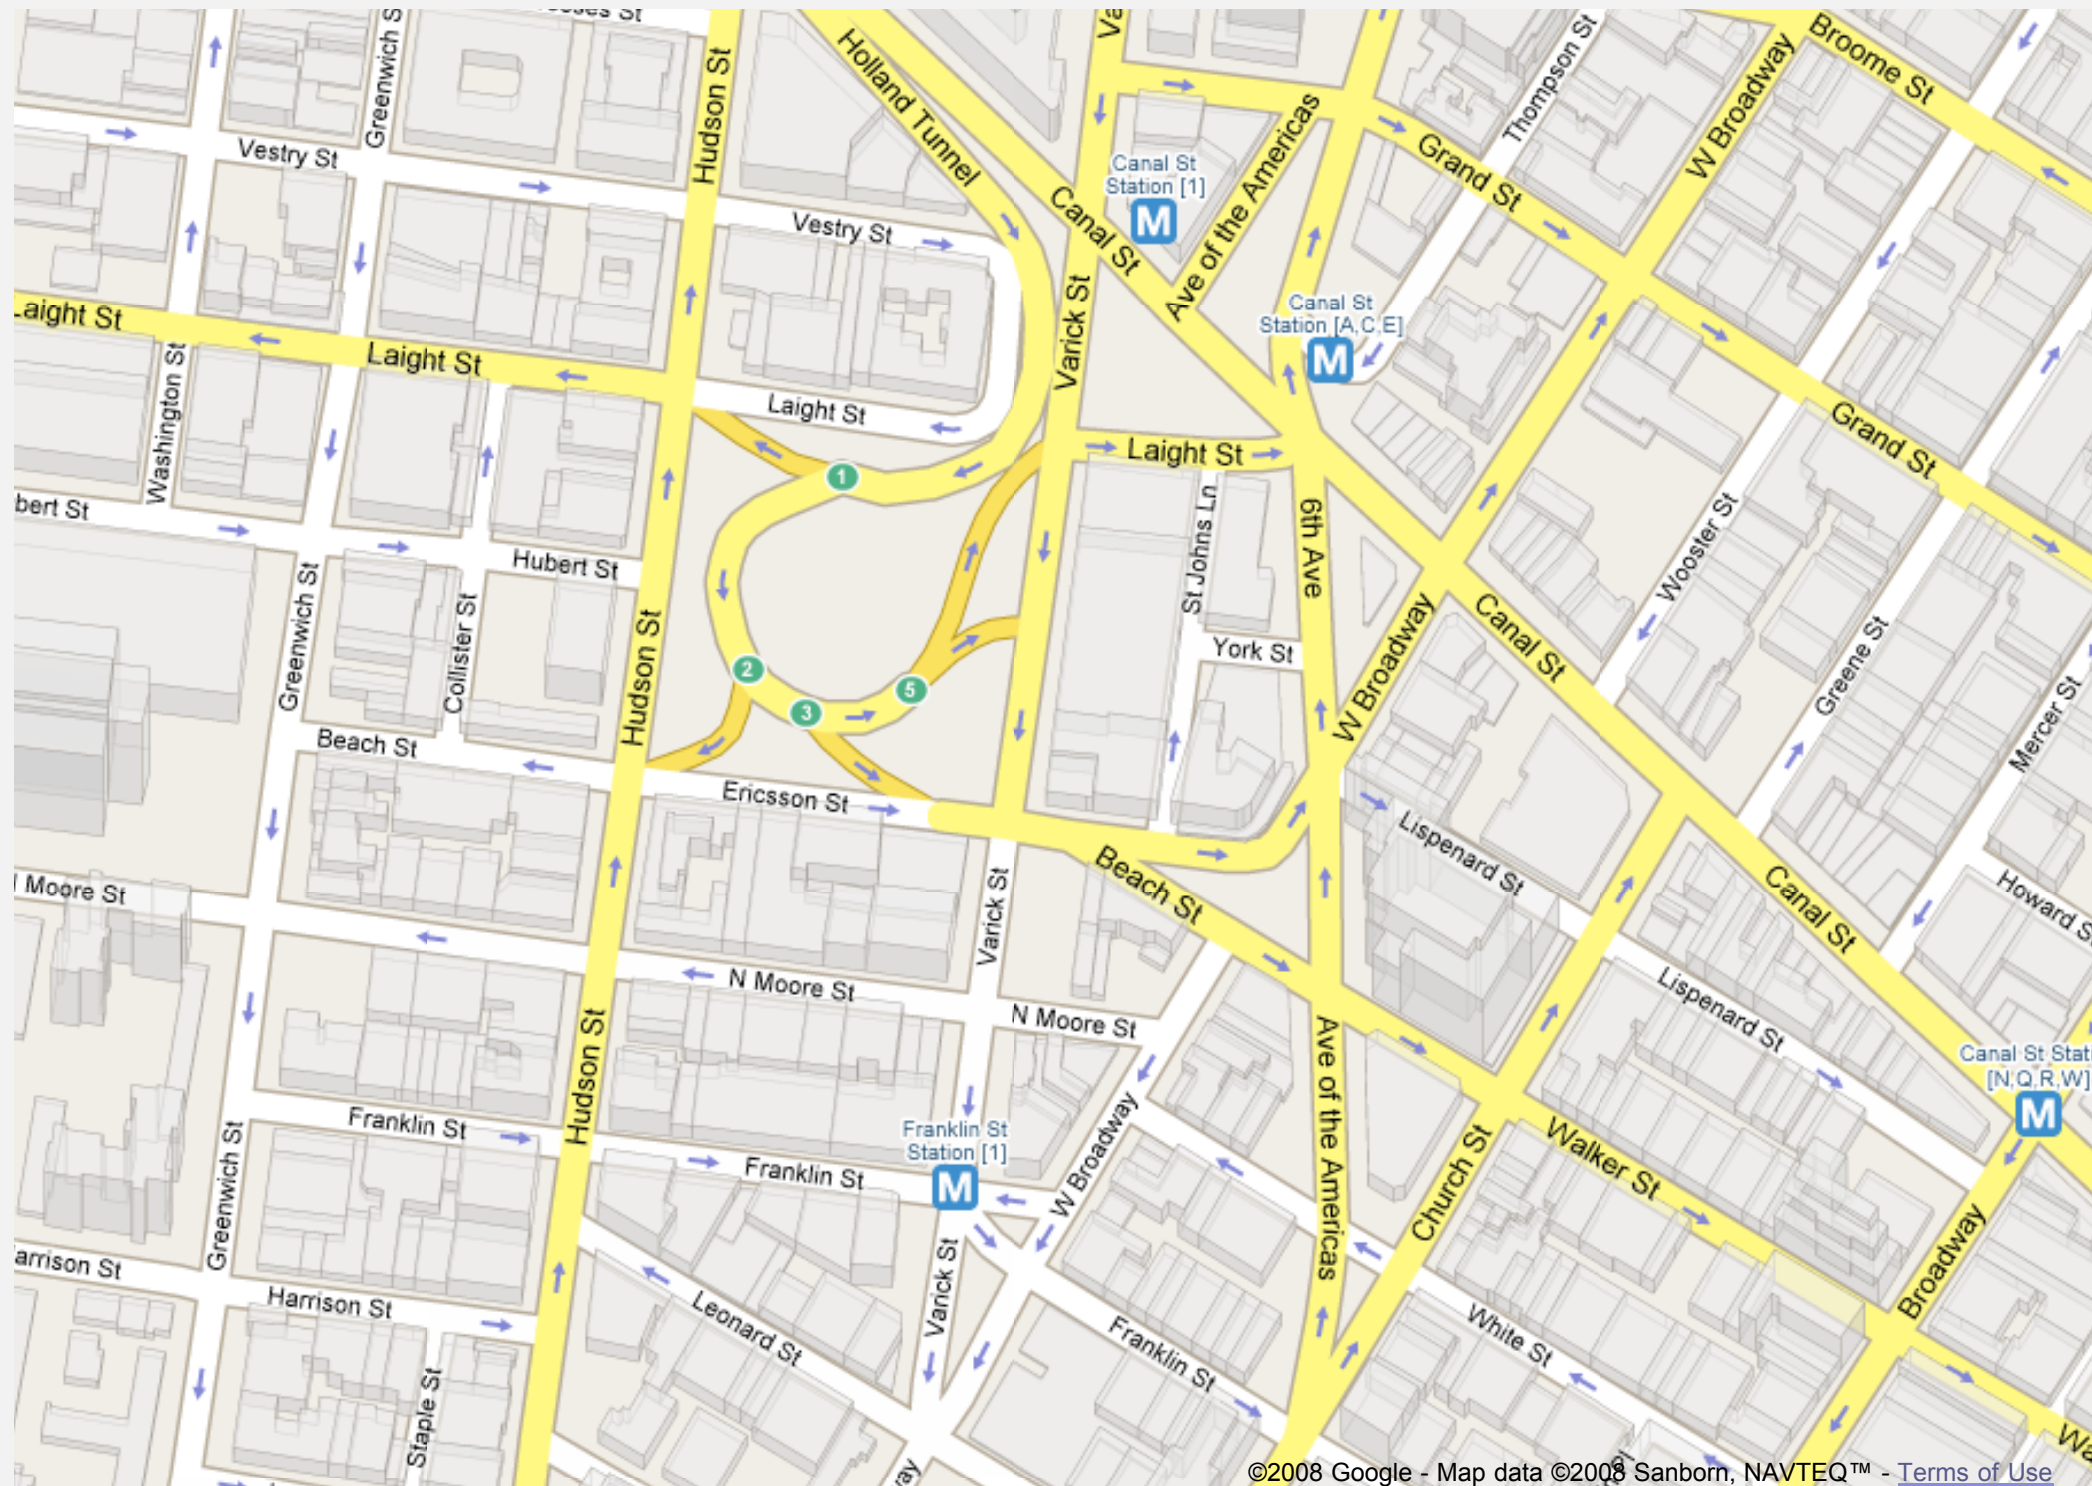 Holland Tunnel
Hudson St
Greenwich S
Vestry St
Vestry St
Broome St
W Broadway
Thompson St
Grand St
Canal St
Station [1]
M
Ave of the Americas
Canal St
Varick St
Canal St
Station [A,C,E]
M
Laight St
Laight St
Laight St
Laight St
Washington St
Grand St
1
6th Ave
St Johns Ln
Wooster St
Hubert St
Greenwich St
Collister St
Hudson St
2
3
5
York St
W Broadway
Canal St
Greene St
Mercer St
Beach St
Ericsson St
Lispenard St
Beach St
Varick St
Canal St
Howard S
Moore St
N Moore St
N Moore St
Lispenard St
Hudson St
Canal St Stat
[N,Q,R,W]
M
Ave of the Americas
W Broadway
Franklin St
Franklin St
Franklin St
Station [1]
M
Greenwich St
Church St
Walker St
Broadway
arrison St
Harrison St
Varick St
Leonard St
Franklin St
White St
Staple St
©2008 Google - Map data ©2008 Sanborn, NAVTEQ™ - Terms of Use